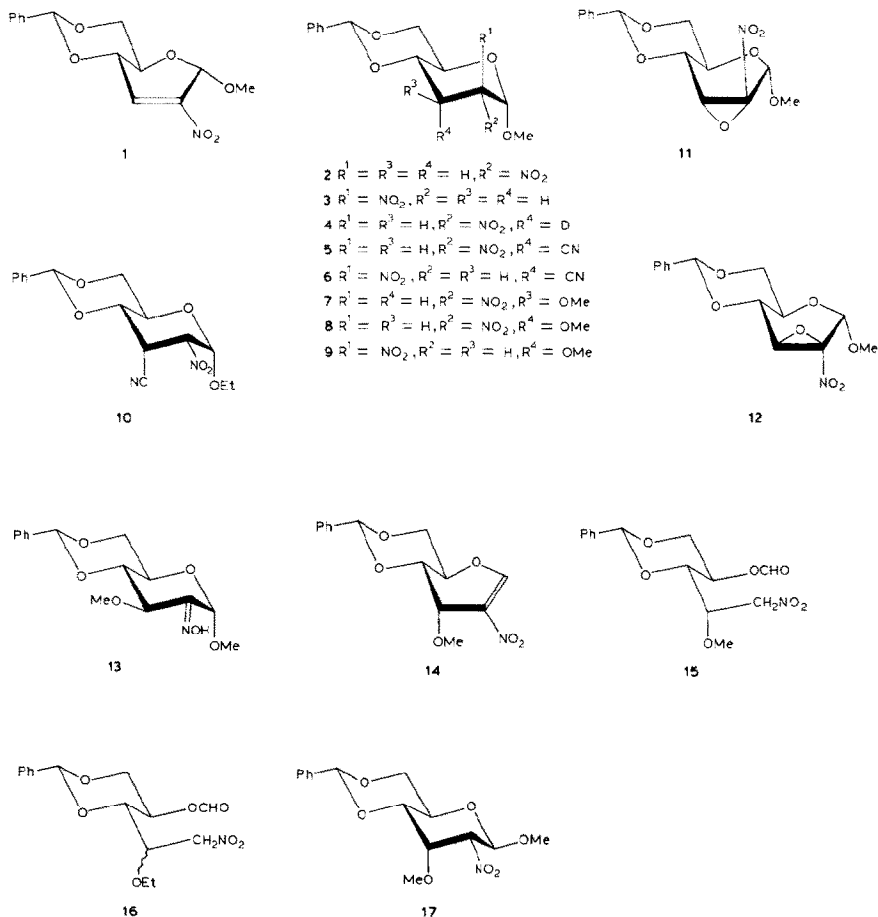 Ph O O O OMe NO₂
1
Ph O O O R¹ R³ R² R⁴ OMe
2 R¹ = R³ = R⁴ = H, R² = NO₂
3 R¹ = NO₂, R² = R³ = R⁴ = H
4 R¹ = R³ = H, R² = NO₂, R⁴ = D
5 R¹ = R³ = H, R² = NO₂, R⁴ = CN
6 R¹ = NO₂, R² = R³ = H, R⁴ = CN
7 R¹ = R⁴ = H, R² = NO₂, R³ = OMe
8 R¹ = R³ = H, R² = NO₂, R⁴ = OMe
9 R¹ = NO₂, R² = R³ = H, R⁴ = OMe
Ph O O NO₂ O O OMe
11
Ph O O O NC NO₂ OEt
10
Ph O O O O OMe NO₂
12
Ph O O O MeO NOH OMe
13
Ph O O O OMe NO₂
14
Ph O O OCHO CH₂NO₂ OMe
15
Ph O O OCHO CH₂NO₂ OEt
16
Ph O O O OMe MeO NO₂
17